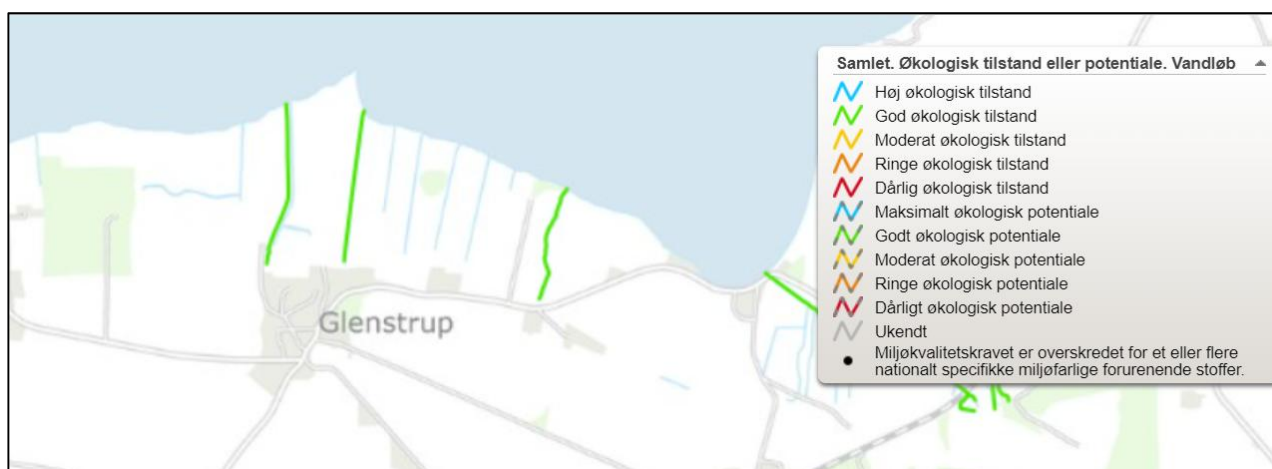 Samlet. Økologisk tilstand eller potentiale. Vandløb
Høj økologisk tilstand
God økologisk tilstand
Moderat økologisk tilstand
Ringe økologisk tilstand
Dårlig økologisk tilstand
Maksimalt økologisk potentiale
Godt økologisk potentiale
Moderat økologisk potentiale
Ringe økologisk potentiale
Dårligt økologisk potentiale
Ukendt
Miljøkvalitetskravet er overskredet for et eller flere
nationalt specifikke miljøfarlige forurenende stoffer.
Glenstrup